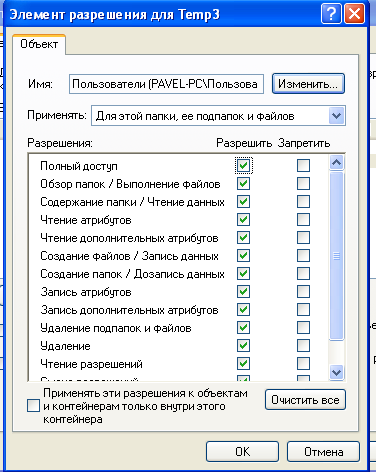 Элемент разрешения для Temp3
Объект
Имя: Пользователи (PAVEL-PC\Пользова Изменить...
Применять: Для этой папки, ее подпапок и файлов
Разрешения: Разрешить Запретить
Полный доступ
Обзор папок / Выполнение файлов
Содержание папки / Чтение данных
Чтение атрибутов
Чтение дополнительных атрибутов
Создание файлов / Запись данных
Создание папок / Дозапись данных
Запись атрибутов
Запись дополнительных атрибутов
Удаление подпапок и файлов
Удаление
Чтение разрешений
Применять эти разрешения к объектам
и контейнерам только внутри этого
контейнера
Очистить все
OK Отмена